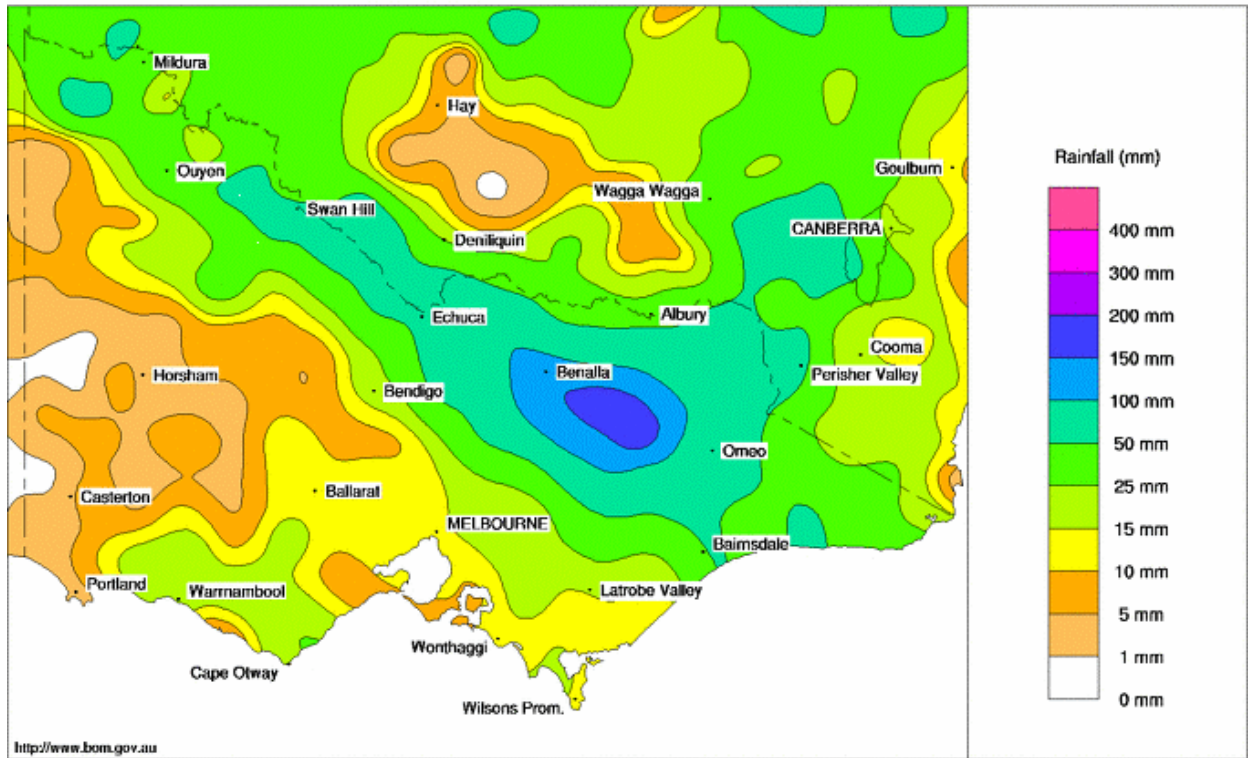 Mildura
Hay
Rainfall (mm)
Ouyen
Goulburn
Wagga Wagga
Swan Hill
CANBERRA
400 mm
Deniliquin
300 mm
Echuca
Albury
200 mm
Cooma
150 mm
Horsham
Benalla
Perisher Valley
Bendigo
100 mm
50 mm
Omeo
25 mm
Casterton
Ballarat
MELBOURNE
15 mm
Bairnsdale
10 mm
Portland
Warrnambool
Latrobe Valley
5 mm
Wonthaggi
1 mm
Cape Otway
0 mm
Wilsons Prom.
http://www.bom.gov.au